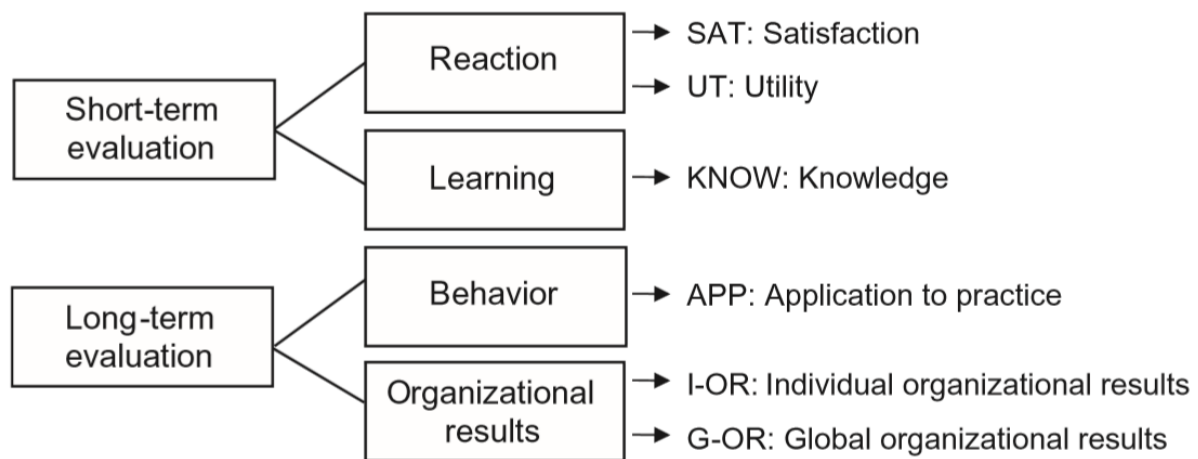 Short-term
evaluation
Reaction
SAT: Satisfaction
UT: Utility
Learning
KNOW: Knowledge
Long-term
evaluation
Behavior
APP: Application to practice
Organizational
results
I-OR: Individual organizational results
G-OR: Global organizational results